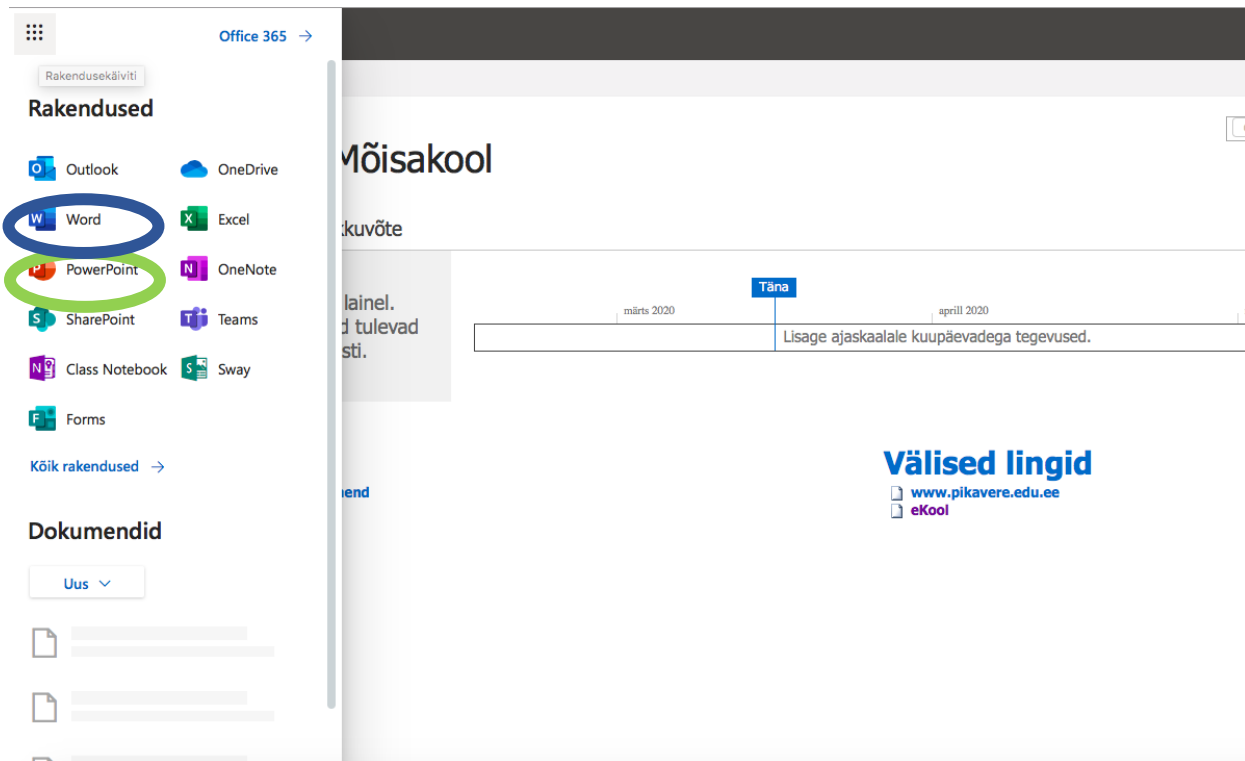 Office 365 →
Rakendusekäiviti
Rakendused
Outlook
OneDrive
Word
Excel
PowerPoint
OneNote
SharePoint
Teams
Class Notebook
Sway
Forms
Kõik rakendused →
Dokumendid
Uus
Mõisakool
kkuvõte
lainel.
d tulevad
sti.
Täna
märts 2020
aprill 2020
Lisage ajaskaalale kuupäevadega tegevused.
end
Välised lingid
www.pikavere.edu.ee
eKool